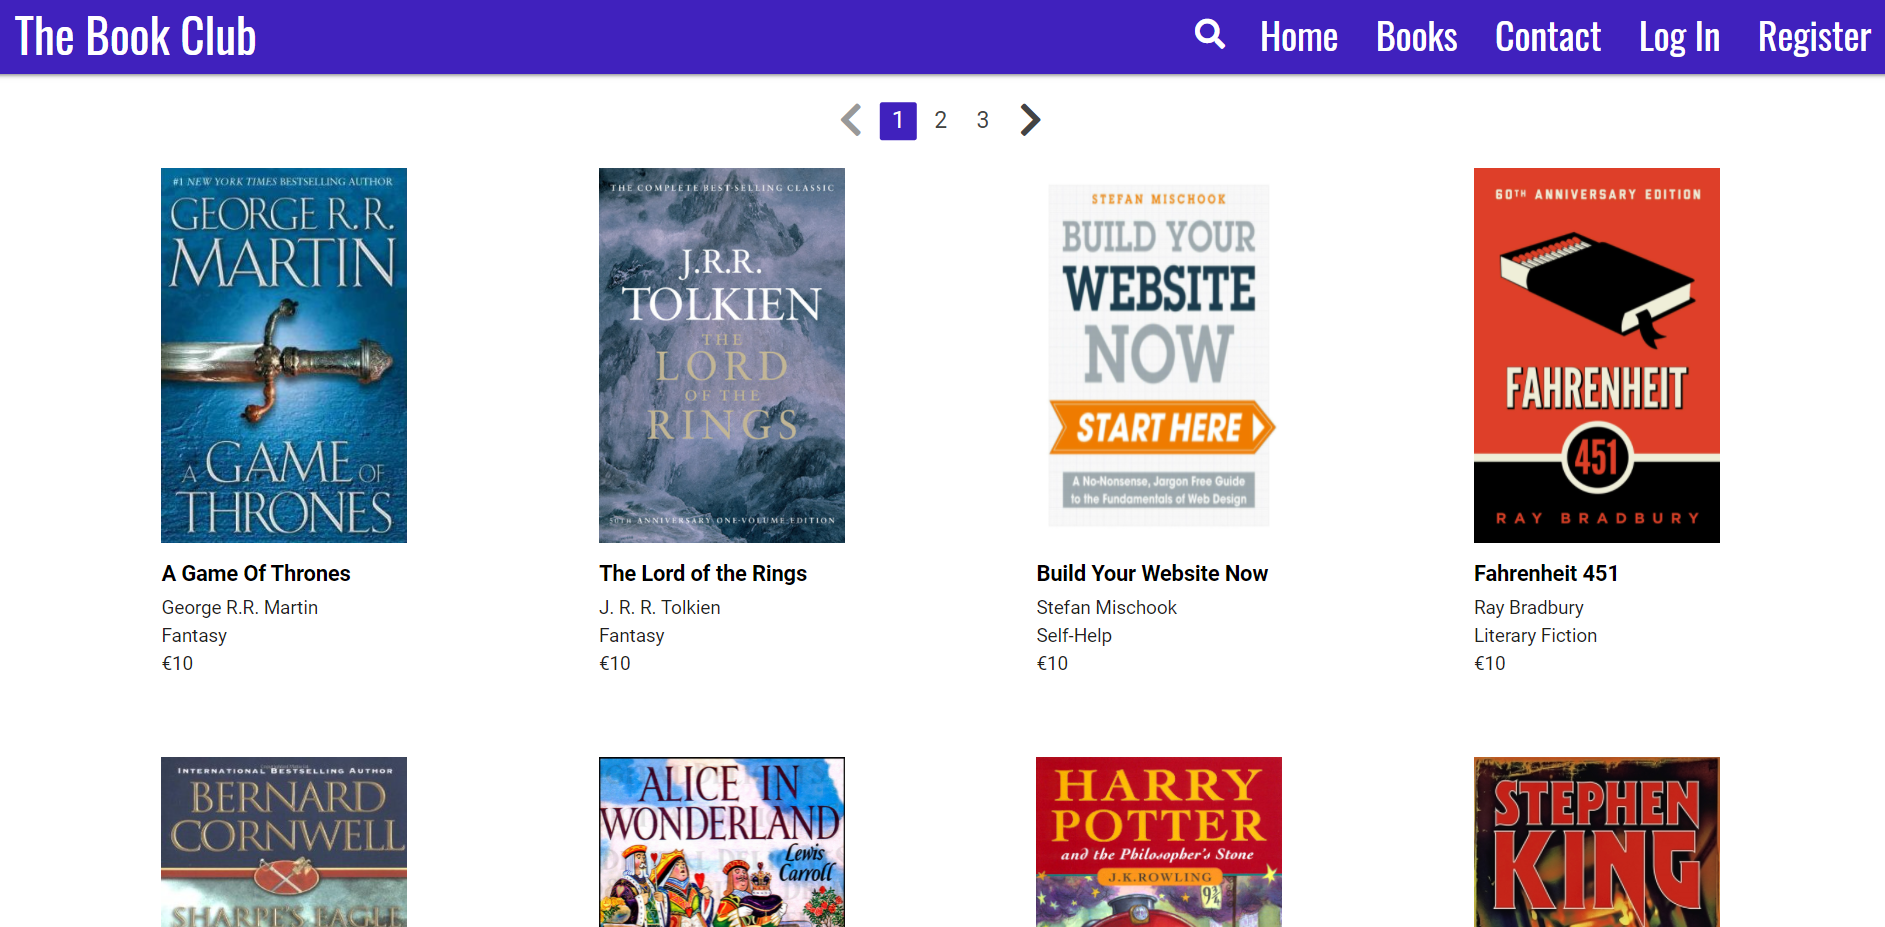 The Book Club
Home Books Contact Log In Register
1 2 3
#1 NEW YORK TIMES BESTSELLING AUTHOR
GEORGE R.R.
MARTIN
A GAME OF
THRONES
A Game Of Thrones
George R.R. Martin
Fantasy
€10
THE COMPLETE BEST-SELLING CLASSIC
J.R.R.
TOLKIEN
THE
LORD
OF THE
RINGS
50TH ANNIVERSARY ONE-VOLUME EDITION
The Lord of the Rings
J. R. R. Tolkien
Fantasy
€10
STEFAN MISCHOOK
BUILD YOUR
WEBSITE
NOW
START HERE
A No-Nonsense, Jargon Free Guide
to the Fundamentals of Web Design
Build Your Website Now
Stefan Mischook
Self-Help
€10
60TH ANNIVERSARY EDITION
FAHRENHEIT
451
RAY BRADBURY
Fahrenheit 451
Ray Bradbury
Literary Fiction
€10
INTERNATIONAL BESTSELLING AUTHOR
BERNARD
CORNWELL
SHARPE'S EAGLE
ALICE IN
WONDERLAND
Lewis
Carroll
HARRY
POTTER
and the Philosopher's Stone
J.K.ROWLING
9¾
STEPHEN
KING